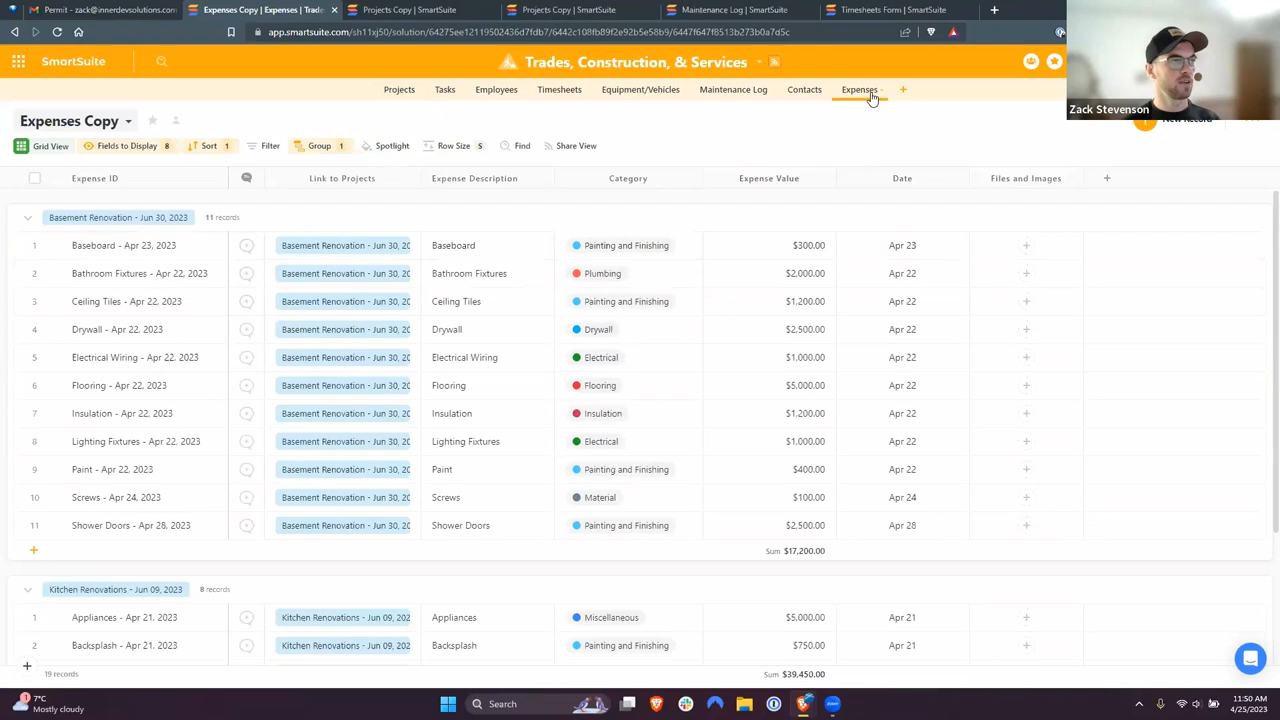 Permit - zack@innerdevsolutions.com
Expenses Copy | Expenses | Trades
Projects Copy | SmartSuite
Projects Copy | SmartSuite
Maintenance Log | SmartSuite
Timesheets Form | SmartSuite
app.smartsuite.com/sh11xj50/solution/64275ee12119502436d7fdb7/6442c108fb89f2e92b5e58b9/6447f647f8513b273b0a7d5c
SmartSuite
Trades, Construction, & Services
Projects Tasks Employees Timesheets Equipment/Vehicles Maintenance Log Contacts Expenses
Zack Stevenson
Expenses Copy
New Record
Grid View Fields to Display 8 Sort 1 Filter Group 1 Spotlight Row Size S Find Share View
Expense ID Link to Projects Expense Description Category Expense Value Date Files and Images
Basement Renovation - Jun 30, 2023 11 records
1 Baseboard - Apr 23, 2023 Basement Renovation - Jun 30, 20 Baseboard Painting and Finishing $300.00 Apr 23
2 Bathroom Fixtures - Apr 22, 2023 Basement Renovation - Jun 30, 20 Bathroom Fixtures Plumbing $2,000.00 Apr 22
3 Ceiling Tiles - Apr 22, 2023 Basement Renovation - Jun 30, 20 Ceiling Tiles Painting and Finishing $1,200.00 Apr 22
4 Drywall - Apr 22, 2023 Basement Renovation - Jun 30, 20 Drywall Drywall $2,500.00 Apr 22
5 Electrical Wiring - Apr 22, 2023 Basement Renovation - Jun 30, 20 Electrical Wiring Electrical $1,000.00 Apr 22
6 Flooring - Apr 22, 2023 Basement Renovation - Jun 30, 20 Flooring Flooring $5,000.00 Apr 22
7 Insulation - Apr 22, 2023 Basement Renovation - Jun 30, 20 Insulation Insulation $1,200.00 Apr 22
8 Lighting Fixtures - Apr 22, 2023 Basement Renovation - Jun 30, 20 Lighting Fixtures Electrical $1,000.00 Apr 22
9 Paint - Apr 22, 2023 Basement Renovation - Jun 30, 20 Paint Painting and Finishing $400.00 Apr 22
10 Screws - Apr 24, 2023 Basement Renovation - Jun 30, 20 Screws Material $100.00 Apr 24
11 Shower Doors - Apr 28, 2023 Basement Renovation - Jun 30, 20 Shower Doors Painting and Finishing $2,500.00 Apr 28
Sum $17,200.00
Kitchen Renovations - Jun 09, 2023 8 records
1 Appliances - Apr 21, 2023 Kitchen Renovations - Jun 09, 202 Appliances Miscellaneous $5,000.00 Apr 21
2 Backsplash - Apr 21, 2023 Kitchen Renovations - Jun 09, 202 Backsplash Painting and Finishing $750.00 Apr 21
19 records Sum $39,450.00
7°C
Mostly cloudy
Search
11:50 AM
4/25/2023